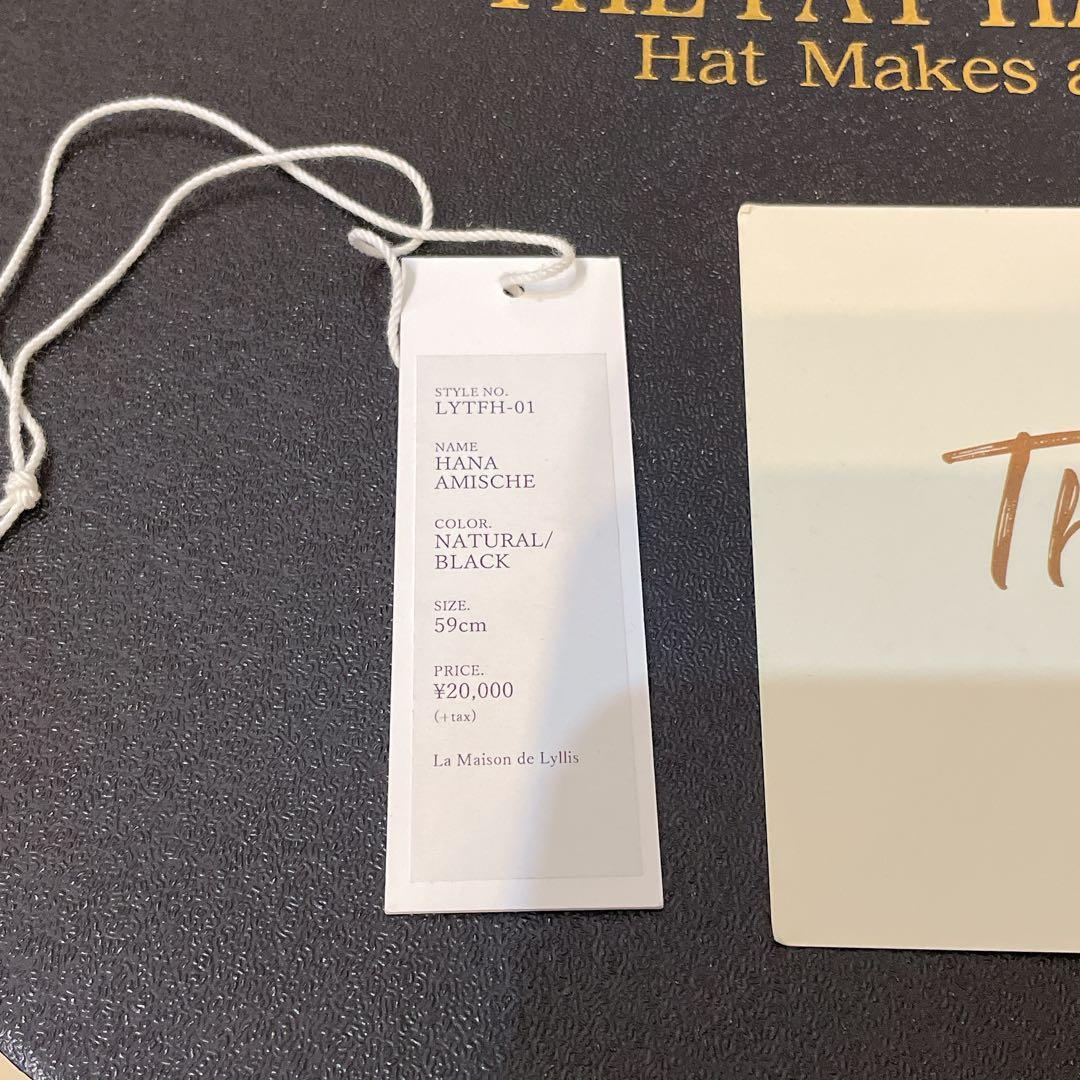 Hat Makes a
STYLE NO.
LYTFH-01
NAME
HANA
AMISCHE
COLOR.
NATURAL/
BLACK
SIZE.
59cm
PRICE.
¥20,000
(+tax)
La Maison de Lyllis